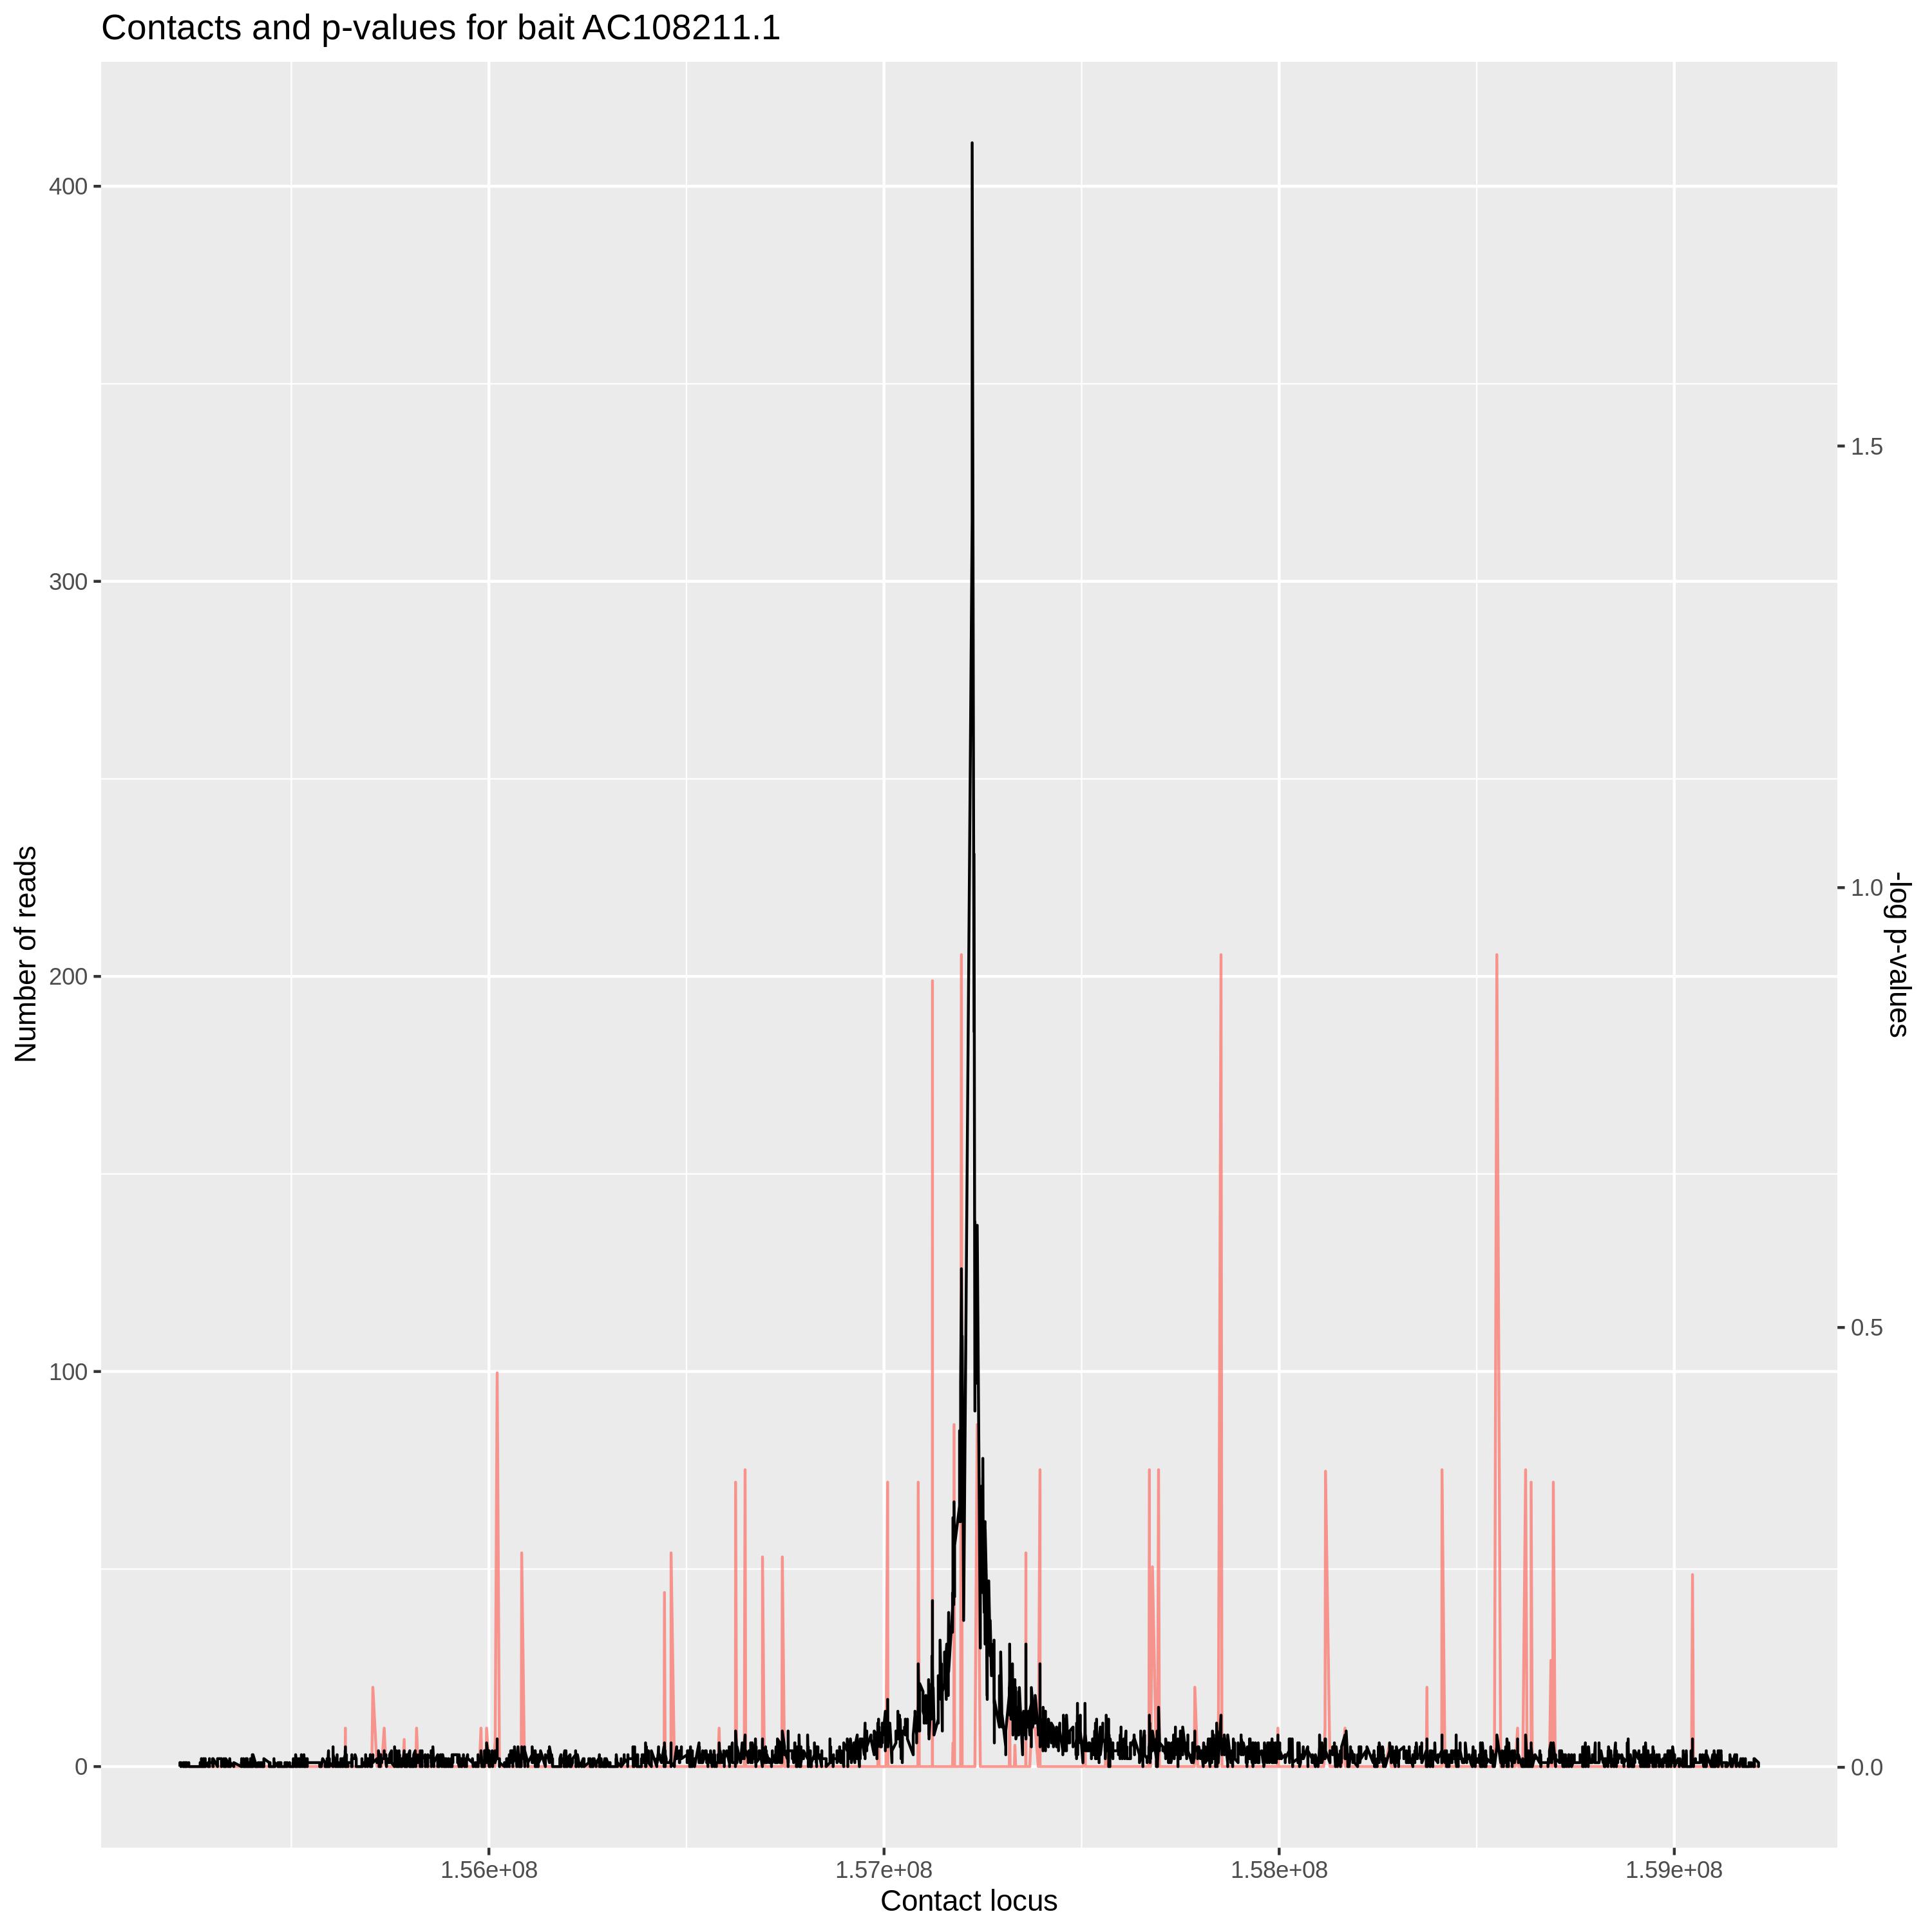 Contacts and p-values for bait AC108211.1
400
300
200
100
0
Number of reads
1.5
1.0
0.5
0.0
-log p-values
1.56e+08
1.57e+08
1.58e+08
1.59e+08
Contact locus